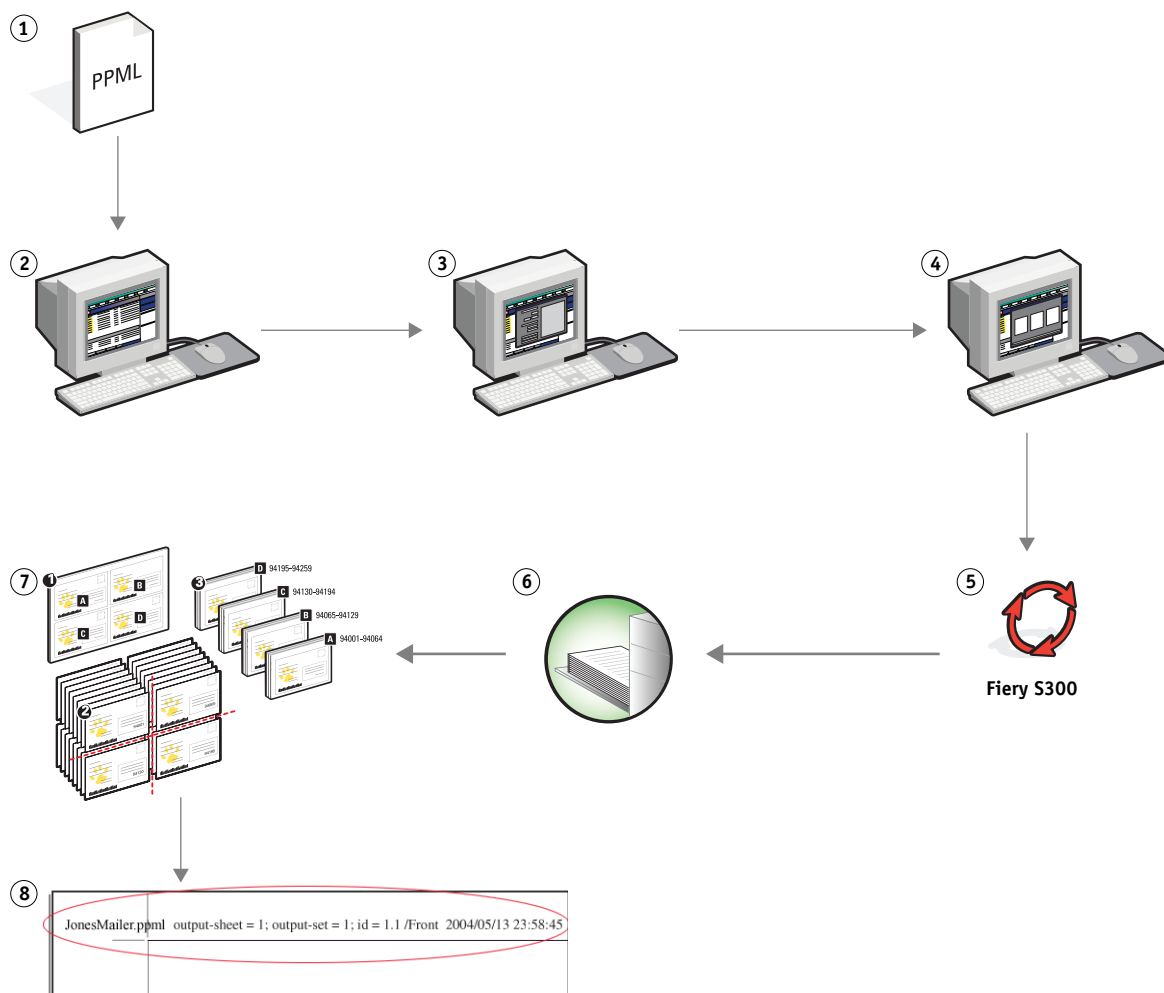 1
PPML
2
3
4
5
Fiery S300
6
7
1
A
B
C
D
2
3
D 94195-94259
C 94130-94194
B 94065-94129
A 94001-94064
8
JonesMailer.ppml output-sheet = 1; output-set = 1; id = 1.1 /Front 2004/05/13 23:58:45